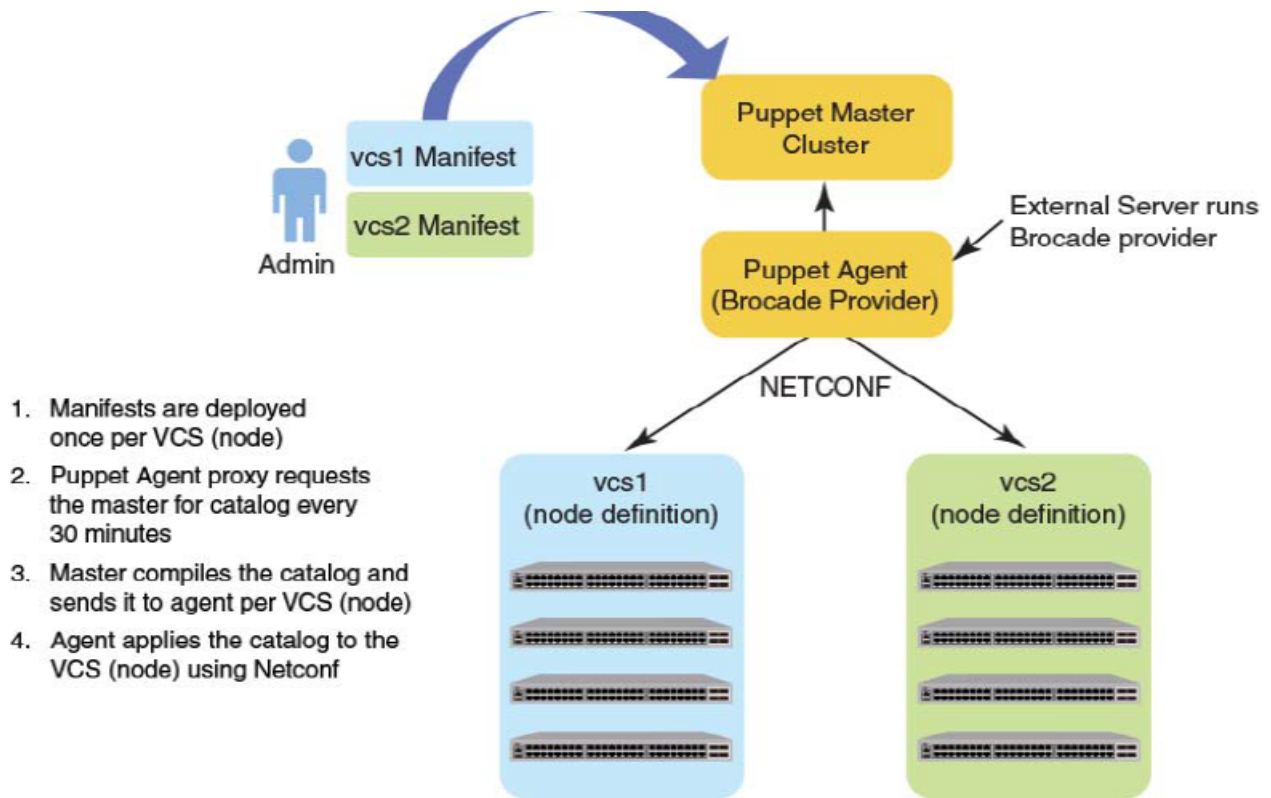 Puppet Master
Cluster
vcs1 Manifest
vcs2 Manifest
Admin
External Server runs
Brocade provider
Puppet Agent
(Brocade Provider)
NETCONF
1. Manifests are deployed
once per VCS (node)
2. Puppet Agent proxy requests
the master for catalog every
30 minutes
3. Master compiles the catalog and
sends it to agent per VCS (node)
4. Agent applies the catalog to the
VCS (node) using Netconf
vcs1
(node definition)
vcs2
(node definition)